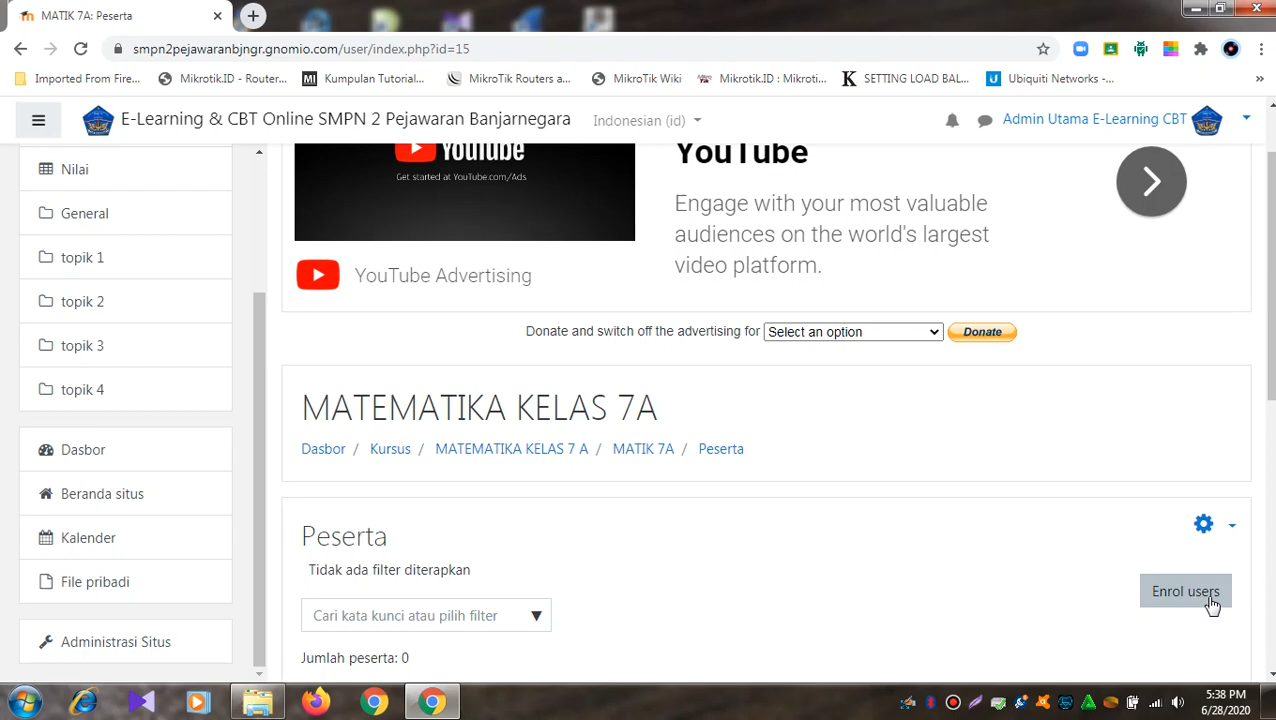 MATIK 7A: Peserta
smpn2pejawaranbjngr.gnomio.com/user/index.php?id=15
Imported From Fire...
Mikrotik.ID - Router...
Kumpulan Tutorial...
MikroTik Routers a...
MikroTik Wiki
Mikrotik.ID : Mikroti...
SETTING LOAD BAL...
Ubiquiti Networks -...
E-Learning & CBT Online SMPN 2 Pejawaran Banjarnegara
Indonesian (id)
Admin Utama E-Learning CBT
Nilai
General
topik 1
topik 2
topik 3
topik 4
Dasbor
Beranda situs
Kalender
File pribadi
Administrasi Situs
YouTube
Get started at YouTube.com/Ads
YouTube
Engage with your most valuable
audiences on the world's largest
video platform.
YouTube Advertising
Donate and switch off the advertising for Select an option Donate
MATEMATIKA KELAS 7A
Dasbor / Kursus / MATEMATIKA KELAS 7 A / MATIK 7A / Peserta
Peserta
Tidak ada filter diterapkan
Enrol users
Cari kata kunci atau pilih filter
Jumlah peserta: 0
5:38 PM
6/28/2020